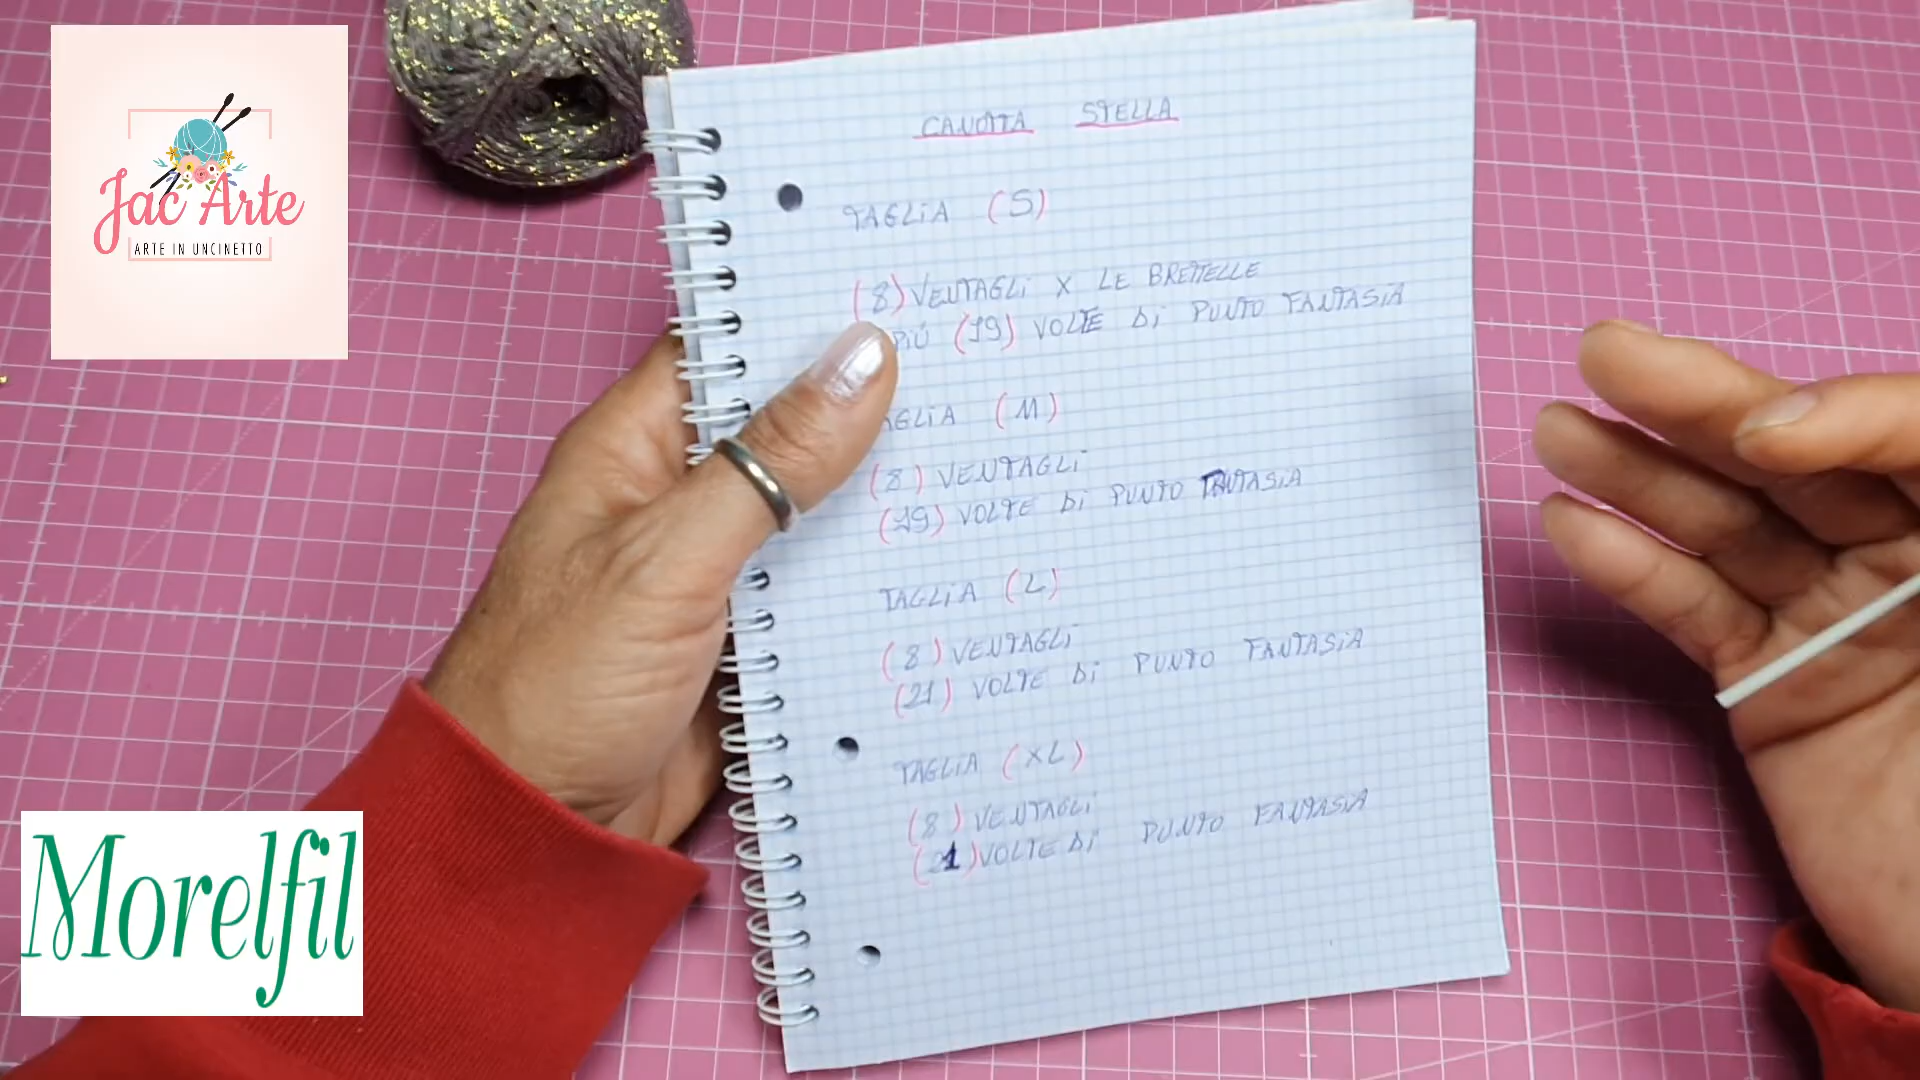 Jac Arte
ARTE IN UNCINETTO
Morelfil
CANOTTA STELLA
TAGLIA (S)
(8) VENTAGLI X LE BRETELLE
PIÚ (19) VOLTE DI PUNTO FANTASIA
AGLIA (M)
(8) VENTAGLI
(19) VOLTE DI PUNTO FANTASIA
TAGLIA (L)
(8) VENTAGLI
(21) VOLTE DI PUNTO FANTASIA
TAGLIA (XL)
(8) VENTAGLI
VOLTE DI PUNTO FANTASIA